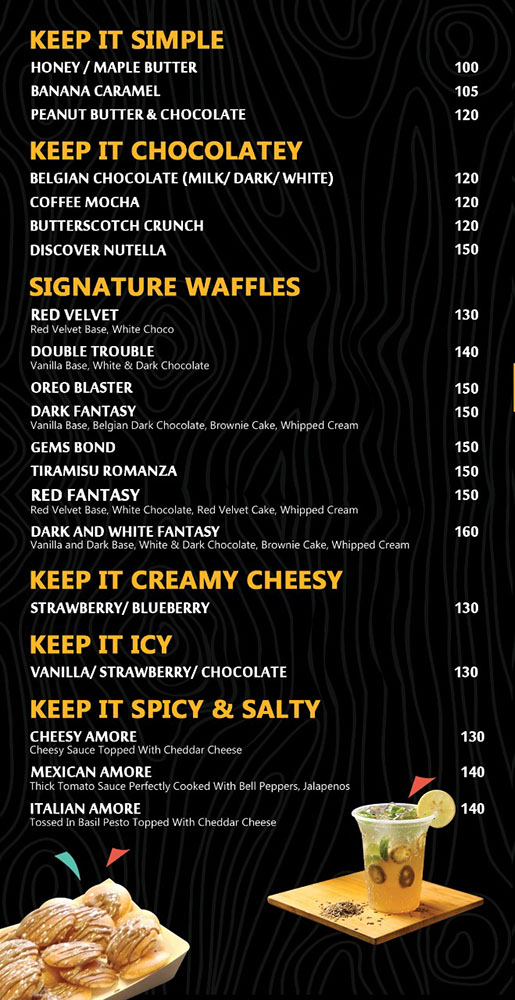 KEEP IT SIMPLE
HONEY / MAPLE BUTTER 100
BANANA CARAMEL 105
PEANUT BUTTER & CHOCOLATE 120
KEEP IT CHOCOLATEY
BELGIAN CHOCOLATE (MILK/ DARK/ WHITE) 120
COFFEE MOCHA 120
BUTTERSCOTCH CRUNCH 120
DISCOVER NUTELLA 150
SIGNATURE WAFFLES
RED VELVET 130
Red Velvet Base, White Choco
DOUBLE TROUBLE 140
Vanilla Base, White & Dark Chocolate
OREO BLASTER 150
DARK FANTASY 150
Vanilla Base, Belgian Dark Chocolate, Brownie Cake, Whipped Cream
GEMS BOND 150
TIRAMISU ROMANZA 150
RED FANTASY 150
Red Velvet Base, White Chocolate, Red Velvet Cake, Whipped Cream
DARK AND WHITE FANTASY 160
Vanilla and Dark Base, White & Dark Chocolate, Brownie Cake, Whipped Cream
KEEP IT CREAMY CHEESY
STRAWBERRY/ BLUEBERRY 130
KEEP IT ICY
VANILLA/ STRAWBERRY/ CHOCOLATE 130
KEEP IT SPICY & SALTY
CHEESY AMORE 130
Cheesy Sauce Topped With Cheddar Cheese
MEXICAN AMORE 140
Thick Tomato Sauce Perfectly Cooked With Bell Peppers, Jalapenos
ITALIAN AMORE 140
Tossed In Basil Pesto Topped With Cheddar Cheese